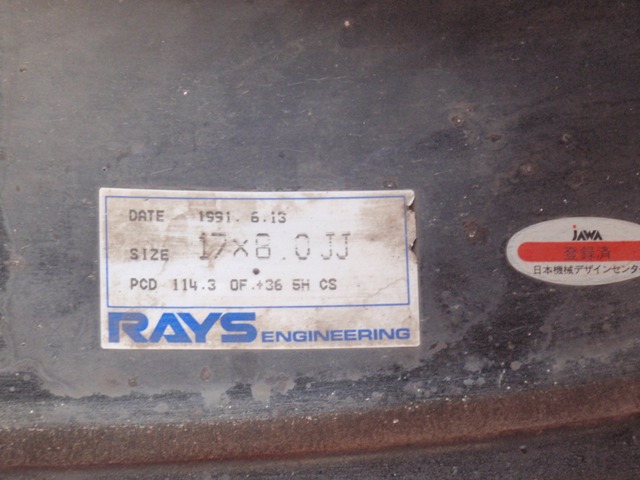 DATE 1991. 6.13
SIZE 17×8.0JJ
PCD 114.3 OF.+36 5H CS
RAYS ENGINEERING
JAWA
登録済
日本機械デザインセンター